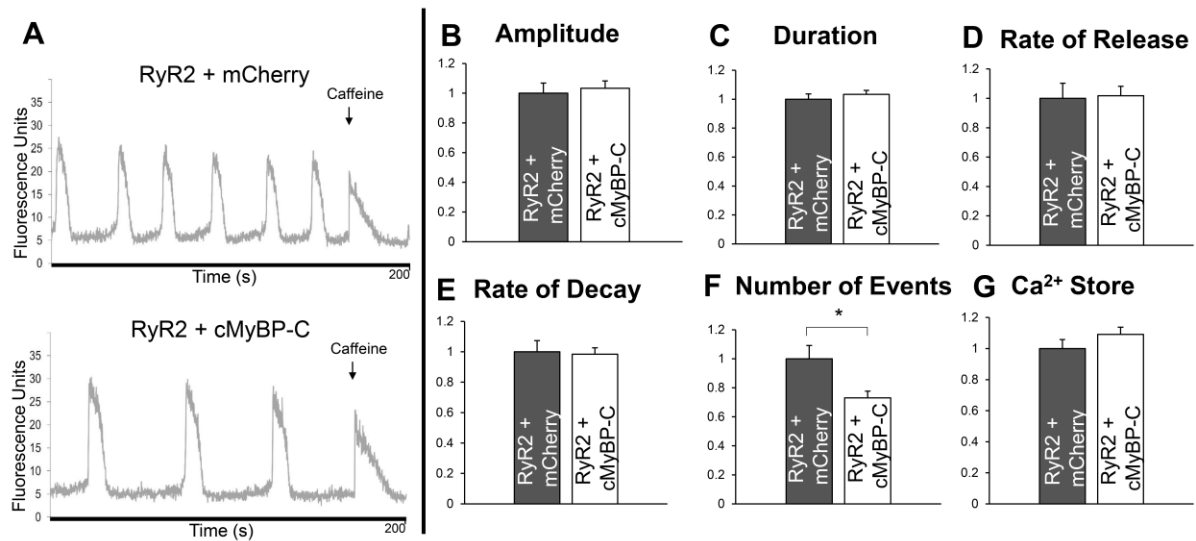 A
RyR2 + mCherry
Caffeine
35
30
25
20
15
10
5
0
Fluorescence Units
Time (s)
200
RyR2 + cMyBP-C
Caffeine
35
30
25
20
15
10
5
0
Fluorescence Units
Time (s)
200
B Amplitude
1.2
1
0.8
0.6
0.4
0.2
0
RyR2 +
mCherry
RyR2 +
cMyBP-C
C Duration
1.2
1
0.8
0.6
0.4
0.2
0
RyR2 +
mCherry
RyR2 +
cMyBP-C
D Rate of Release
1.2
1
0.8
0.6
0.4
0.2
0
RyR2 +
mCherry
RyR2 +
cMyBP-C
E Rate of Decay
1.2
1
0.8
0.6
0.4
0.2
0
RyR2 +
mCherry
RyR2 +
cMyBP-C
F Number of Events
*
1.2
1
0.8
0.6
0.4
0.2
0
RyR2 +
mCherry
RyR2 +
cMyBP-C
G Ca²⁺ Store
1.2
1
0.8
0.6
0.4
0.2
0
RyR2 +
mCherry
RyR2 +
cMyBP-C